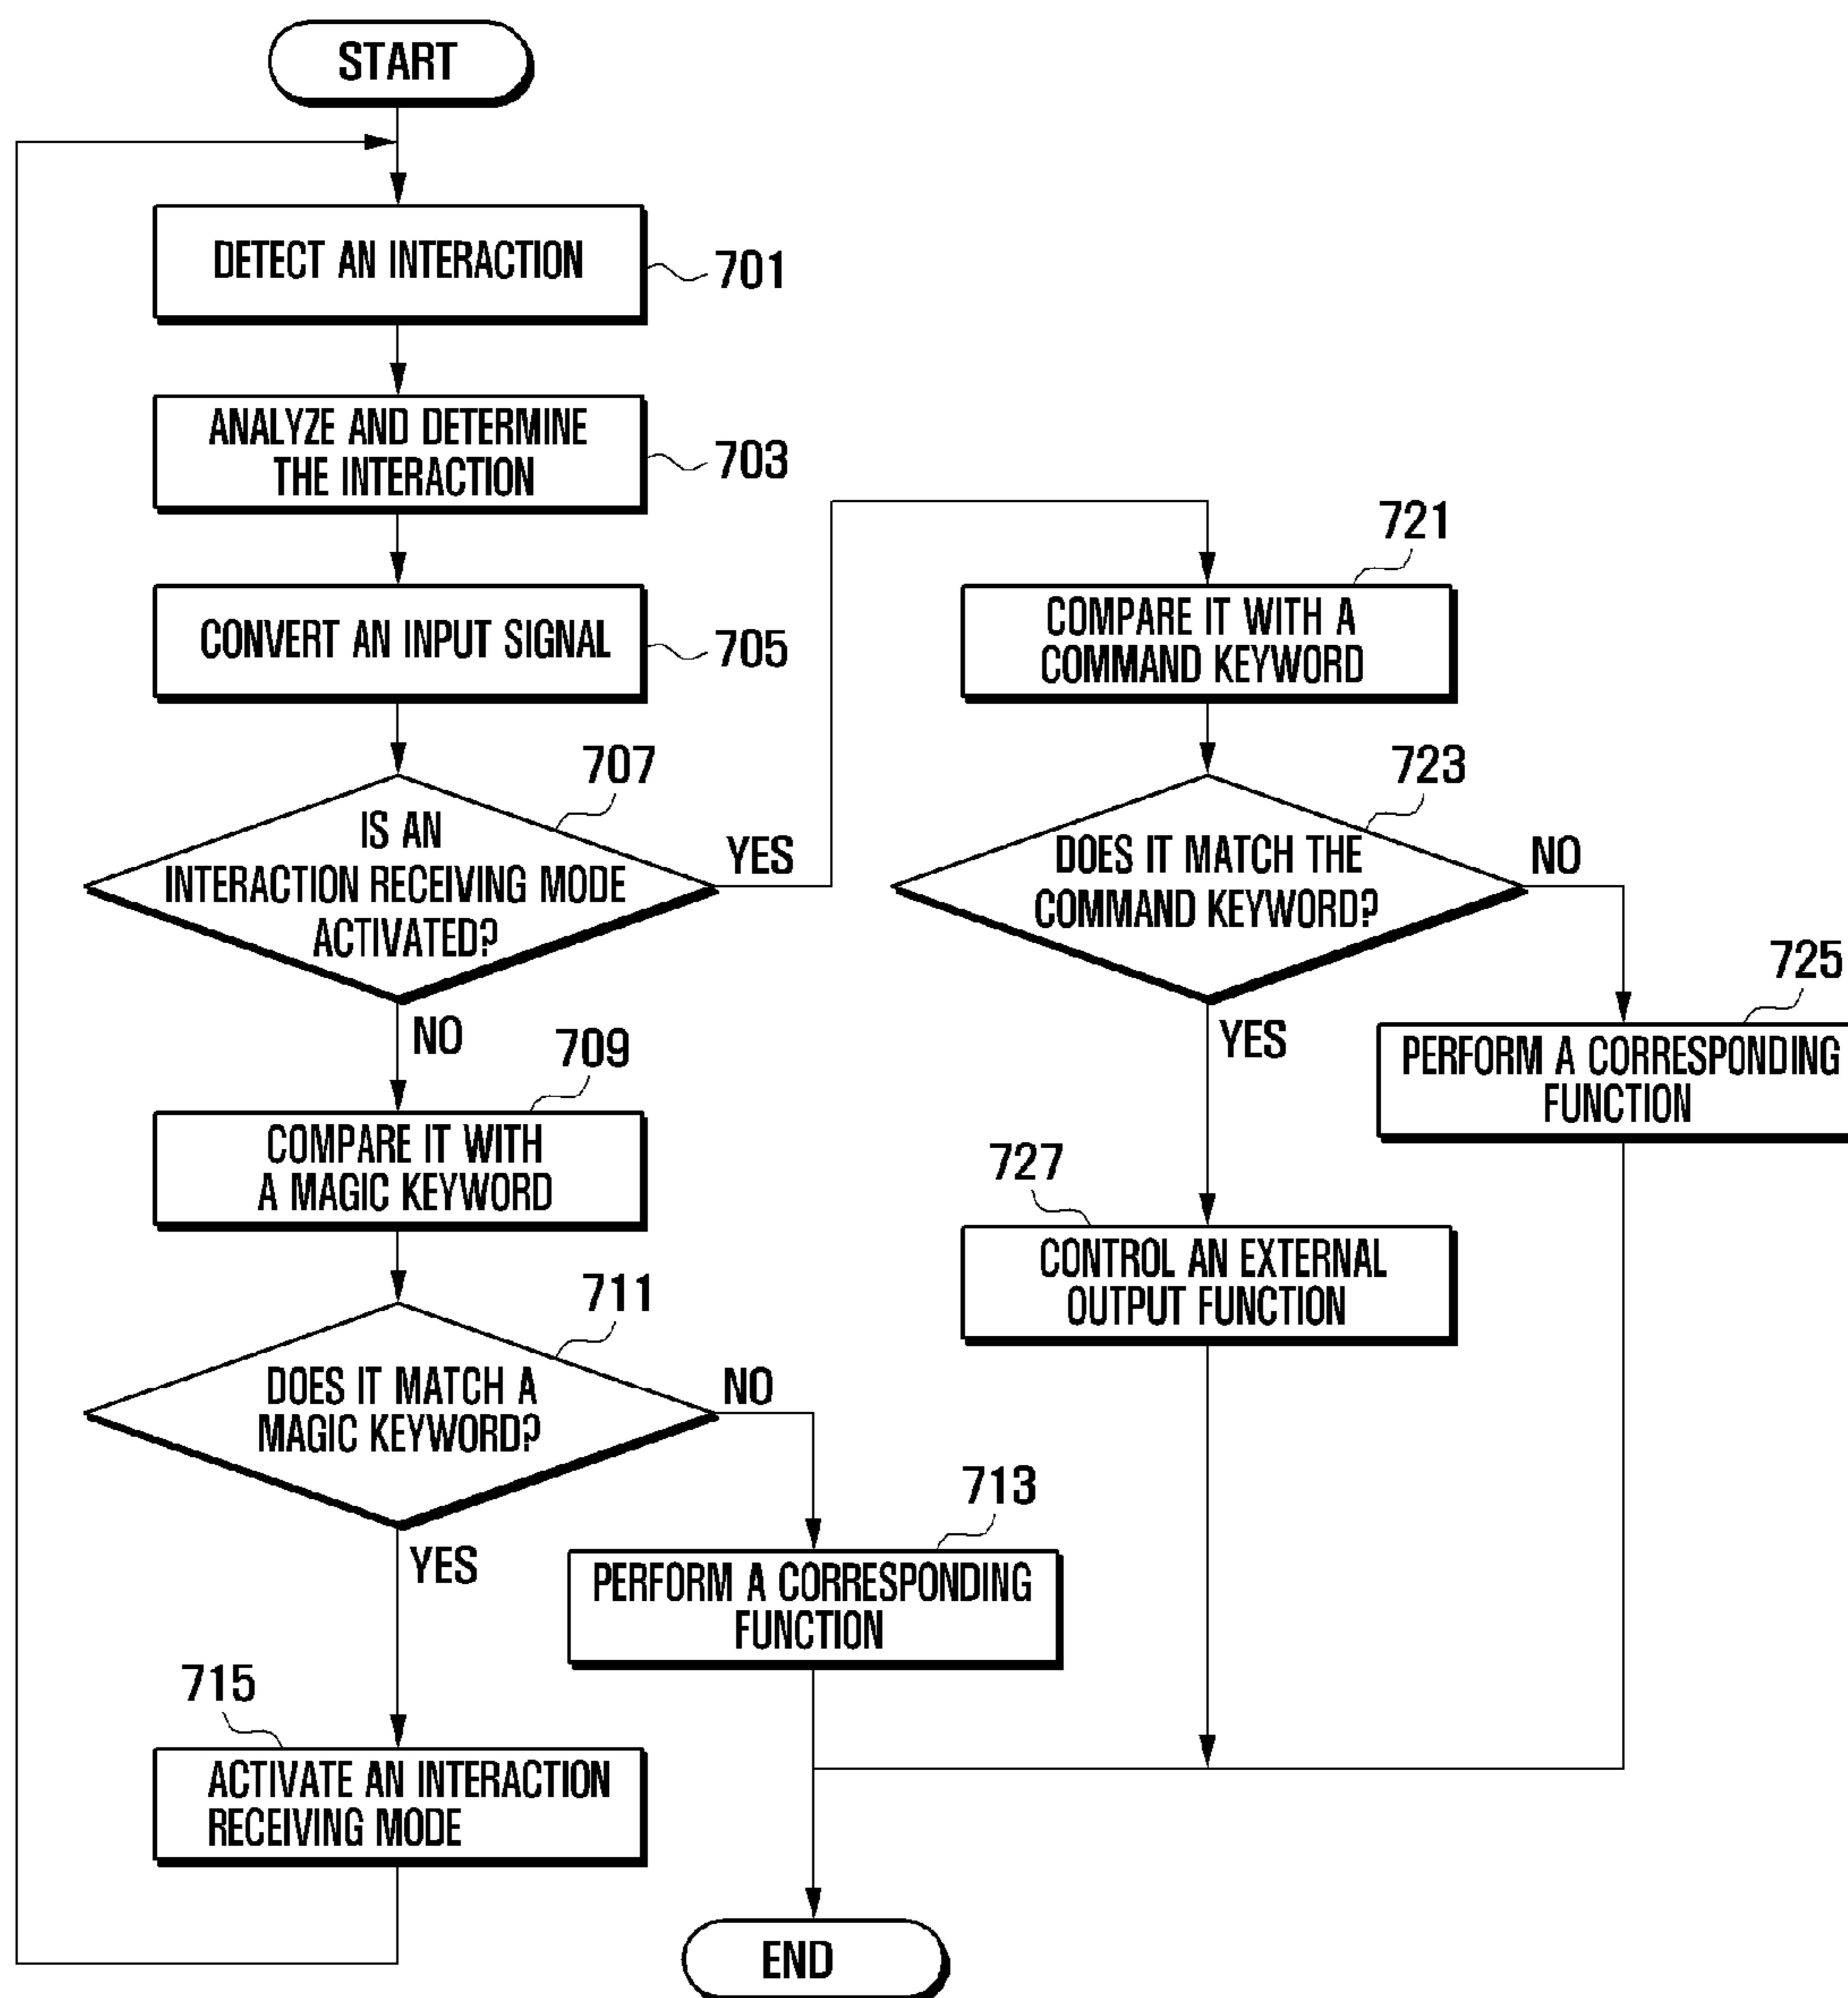 START
DETECT AN INTERACTION
701
ANALYZE AND DETERMINE
THE INTERACTION
703
CONVERT AN INPUT SIGNAL
705
707
IS AN
INTERACTION RECEIVING MODE
ACTIVATED?
YES
NO
709
COMPARE IT WITH
A MAGIC KEYWORD
711
DOES IT MATCH A
MAGIC KEYWORD?
NO
YES
713
PERFORM A CORRESPONDING
FUNCTION
715
ACTIVATE AN INTERACTION
RECEIVING MODE
721
COMPARE IT WITH A
COMMAND KEYWORD
723
DOES IT MATCH THE
COMMAND KEYWORD?
NO
YES
725
PERFORM A CORRESPONDING
FUNCTION
727
CONTROL AN EXTERNAL
OUTPUT FUNCTION
END